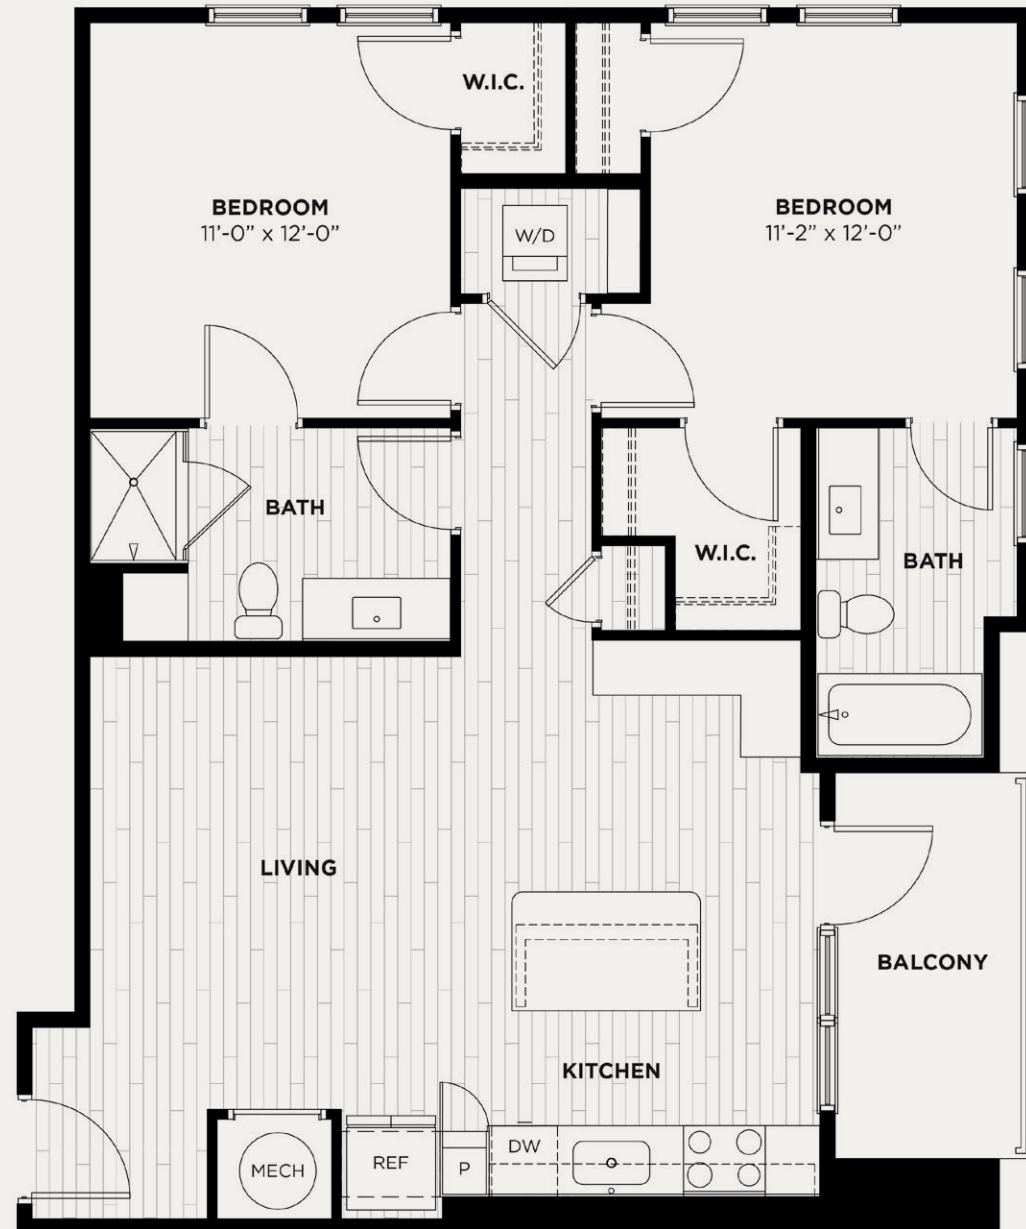 W.I.C.
BEDROOM
11'-0" x 12'-0"
BEDROOM
11'-2" x 12'-0"
W/D
BATH
W.I.C.
BATH
LIVING
BALCONY
KITCHEN
MECH
REF
P
DW